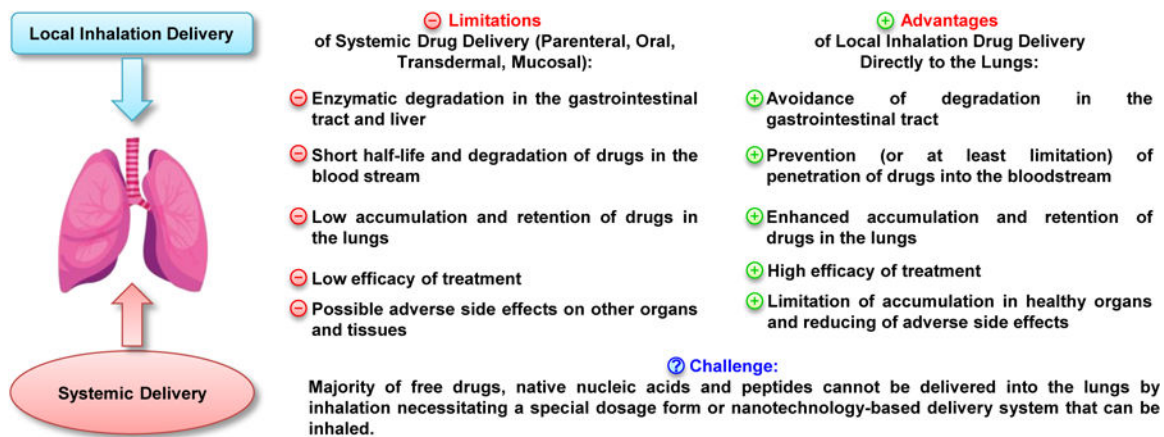 Local Inhalation Delivery
Systemic Delivery
Limitations
of Systemic Drug Delivery (Parenteral, Oral,
Transdermal, Mucosal):
Enzymatic degradation in the gastrointestinal
tract and liver
Short half-life and degradation of drugs in the
blood stream
Low accumulation and retention of drugs in
the lungs
Low efficacy of treatment
Possible adverse side effects on other organs
and tissues
Advantages
of Local Inhalation Drug Delivery
Directly to the Lungs:
Avoidance of degradation in the
gastrointestinal tract
Prevention (or at least limitation) of
penetration of drugs into the bloodstream
Enhanced accumulation and retention of
drugs in the lungs
High efficacy of treatment
Limitation of accumulation in healthy organs
and reducing of adverse side effects
? Challenge:
Majority of free drugs, native nucleic acids and peptides cannot be delivered into the lungs by
inhalation necessitating a special dosage form or nanotechnology-based delivery system that can be
inhaled.